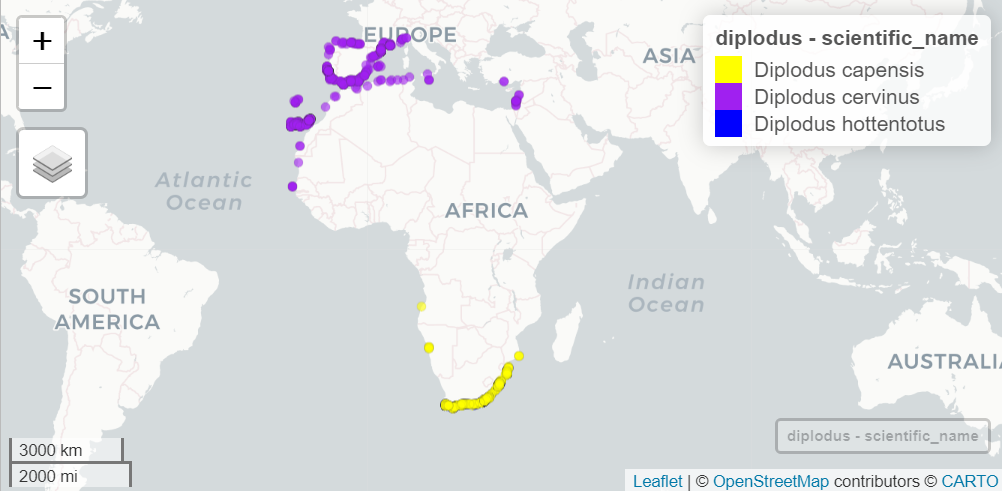 +
−
EUROPE
ASIA
diplodus - scientific_name
Diplodus capensis
Diplodus cervinus
Diplodus hottentotus
Atlantic
Ocean
AFRICA
SOUTH
AMERICA
Indian
Ocean
AUSTRALIA
diplodus - scientific_name
3000 km
2000 mi
Leaflet | © OpenStreetMap contributors © CARTO